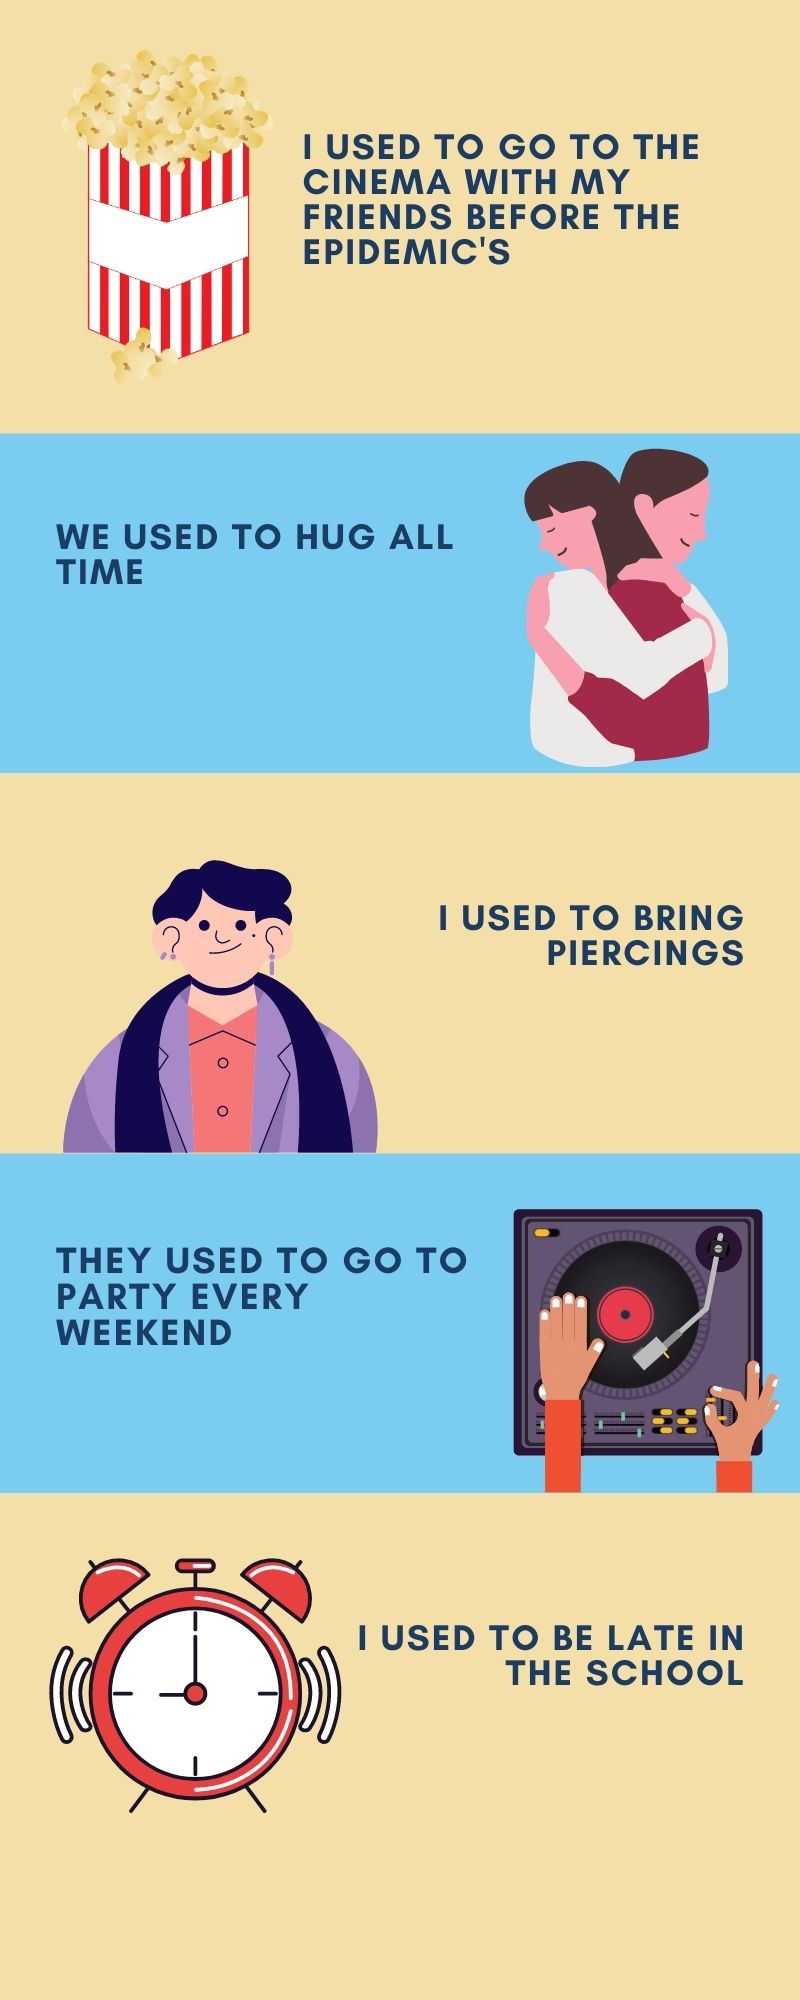 I USED TO GO TO THE
CINEMA WITH MY
FRIENDS BEFORE THE
EPIDEMIC'S
WE USED TO HUG ALL
TIME
I USED TO BRING
PIERCINGS
THEY USED TO GO TO
PARTY EVERY
WEEKEND
I USED TO BE LATE IN
THE SCHOOL